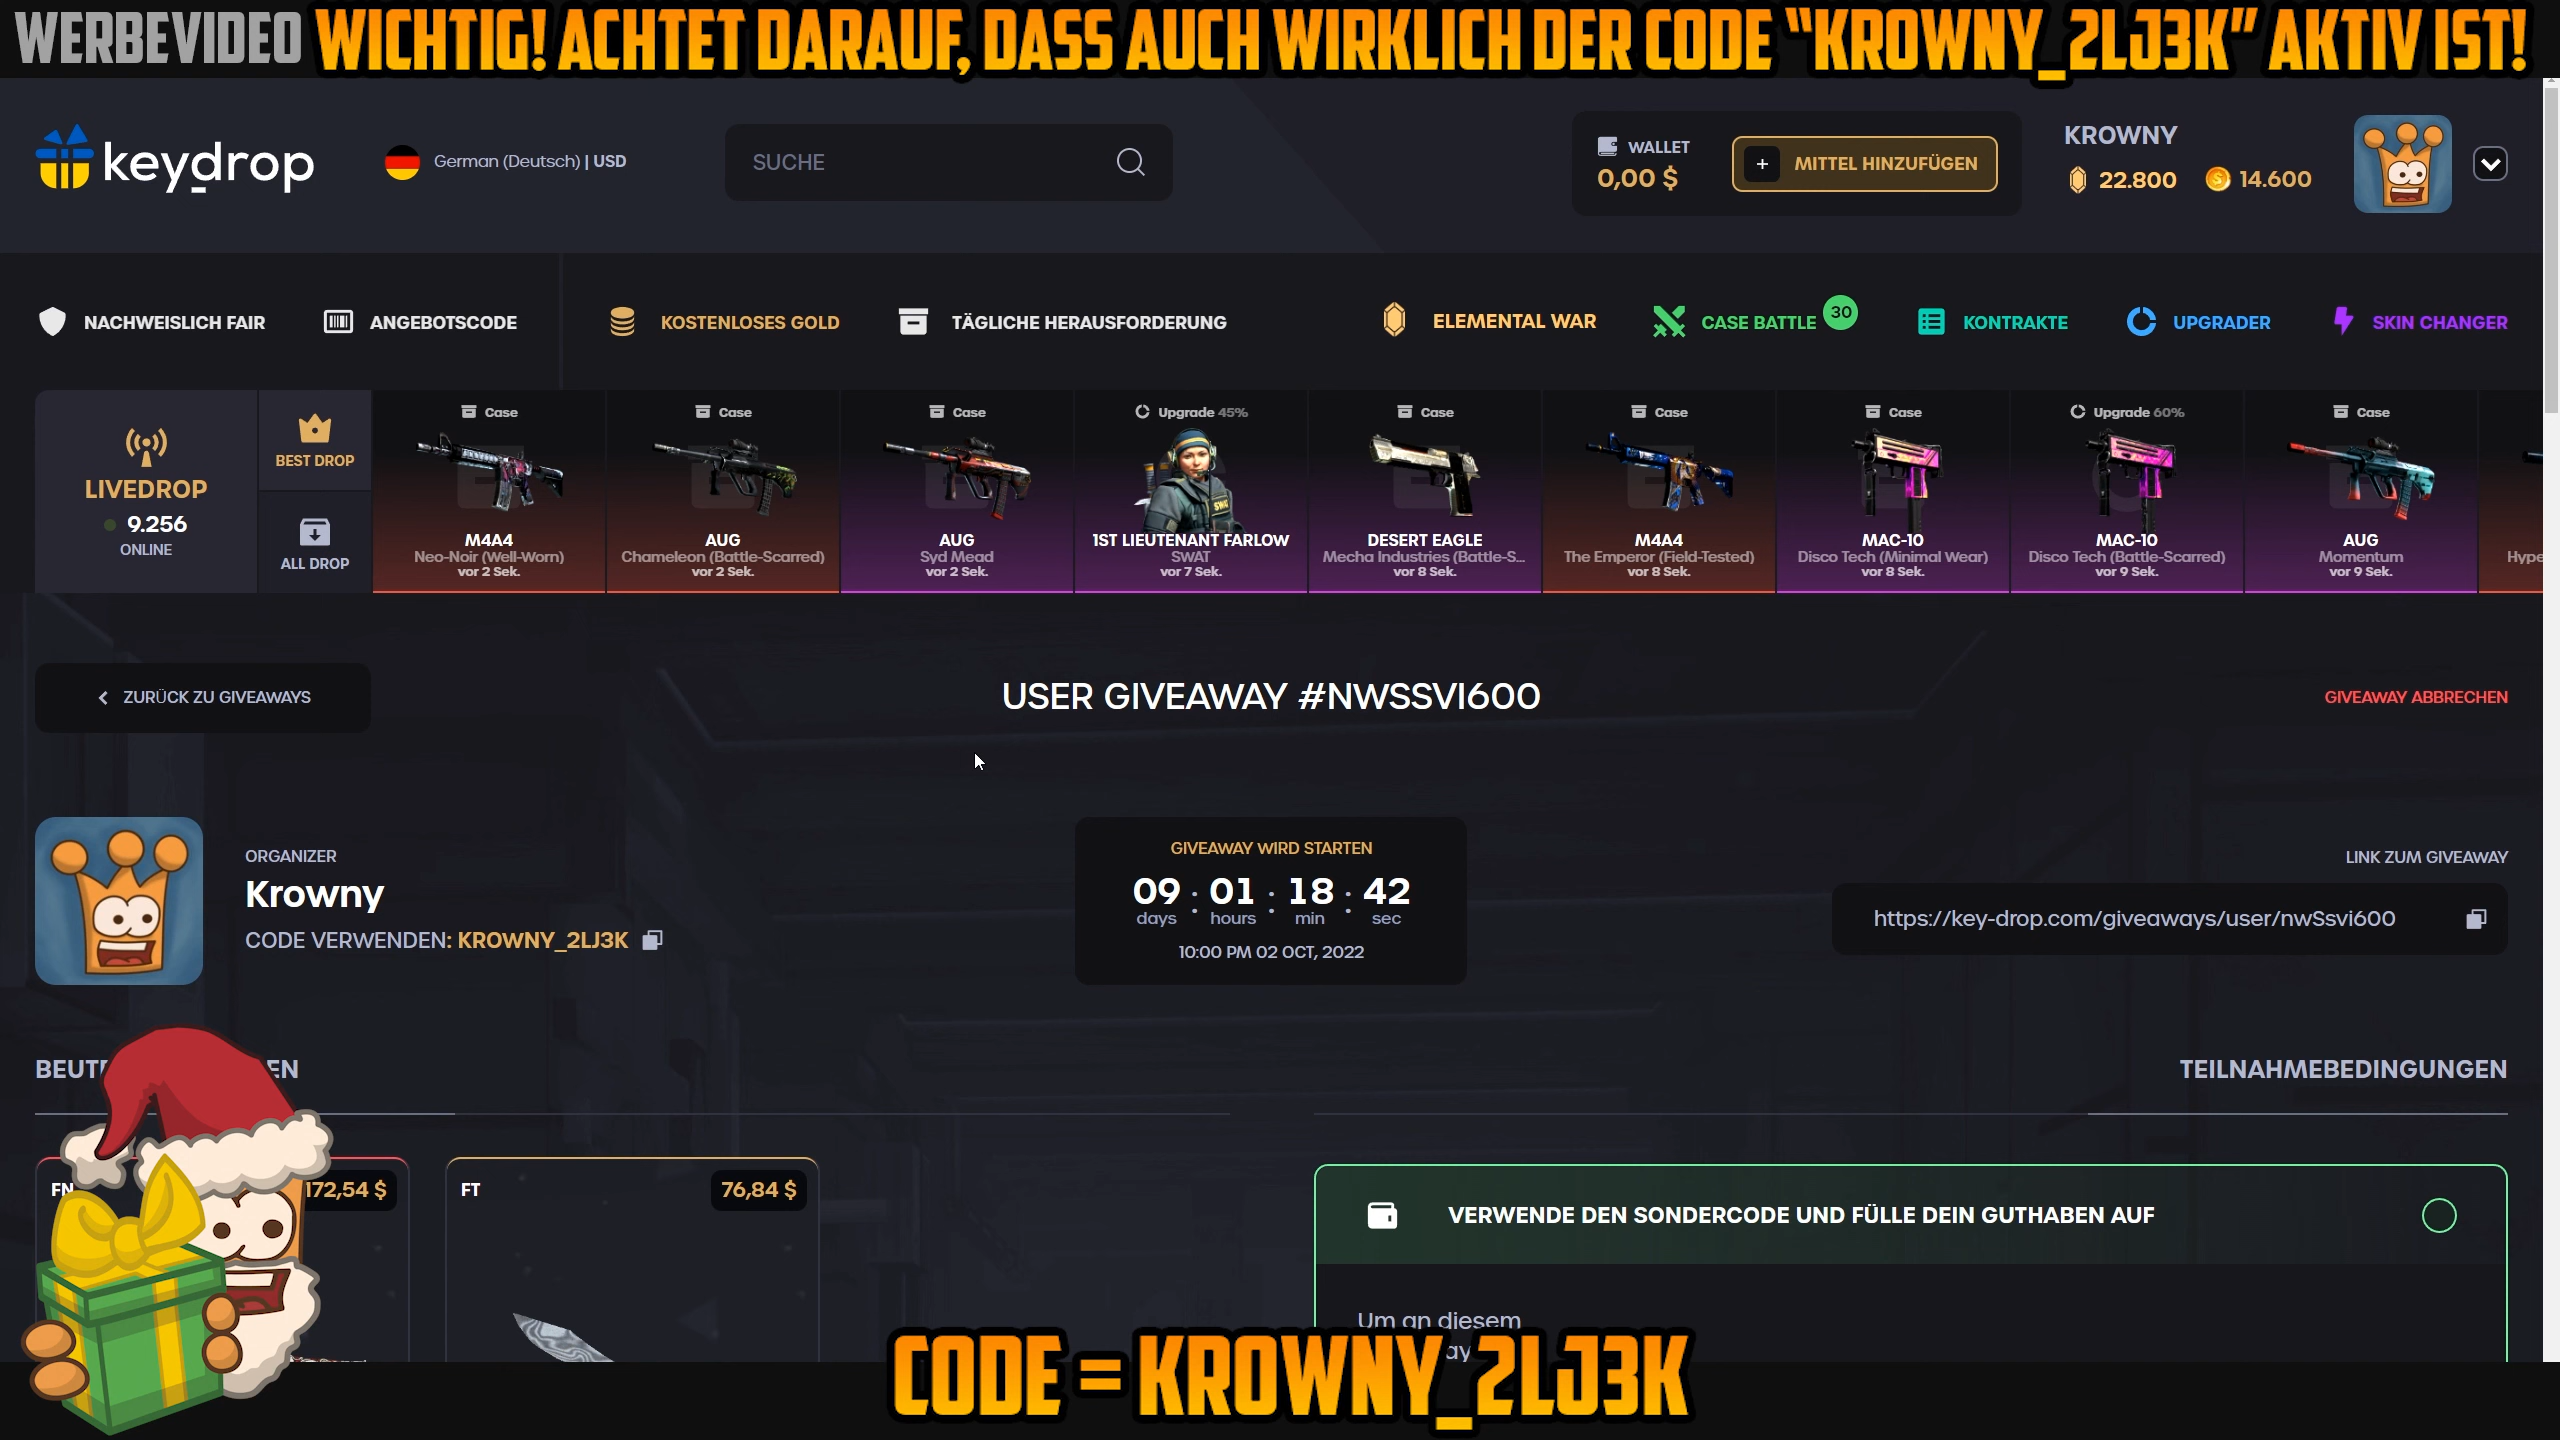 WERBEVIDEO WICHTIG! ACHTET DARAUF, DASS AUCH WIRKLICH DER CODE "KROWNY_2LJ3K" AKTIV IST!
keydrop
German (Deutsch) | USD
SUCHE
WALLET
0,00 $
+ MITTEL HINZUFÜGEN
KROWNY
22.800 14.600
NACHWEISLICH FAIR
ANGEBOTSCODE
KOSTENLOSES GOLD
TÄGLICHE HERAUSFORDERUNG
ELEMENTAL WAR
CASE BATTLE 30
KONTRAKTE
UPGRADER
SKIN CHANGER
LIVEDROP
9.256
ONLINE
BEST DROP
ALL DROP
Case
M4A4
Neo-Noir (Well-Worn)
vor 2 Sek.
Case
AUG
Chameleon (Battle-Scarred)
vor 2 Sek.
Case
AUG
Syd Mead
vor 2 Sek.
Upgrade 45%
1ST LIEUTENANT FARLOW
SWAT
vor 7 Sek.
Case
DESERT EAGLE
Mecha Industries (Battle-S...
vor 8 Sek.
Case
M4A4
The Emperor (Field-Tested)
vor 8 Sek.
Case
MAC-10
Disco Tech (Minimal Wear)
vor 8 Sek.
Upgrade 60%
MAC-10
Disco Tech (Battle-Scarred)
vor 9 Sek.
Case
AUG
Momentum
vor 9 Sek.
Hype
ZURÜCK ZU GIVEAWAYS
USER GIVEAWAY #NWSSVI600
GIVEAWAY ABBRECHEN
ORGANIZER
Krowny
CODE VERWENDEN: KROWNY_2LJ3K
GIVEAWAY WIRD STARTEN
09 : 01 : 18 : 42
days hours min sec
10:00 PM 02 OCT, 2022
LINK ZUM GIVEAWAY
https://key-drop.com/giveaways/user/nwSsvi600
TEILNAHMEBEDINGUNGEN
FN 172,54 $
FT 76,84 $
VERWENDE DEN SONDERCODE UND FÜLLE DEIN GUTHABEN AUF
Um an diesem
CODE = KROWNY_2LJ3K